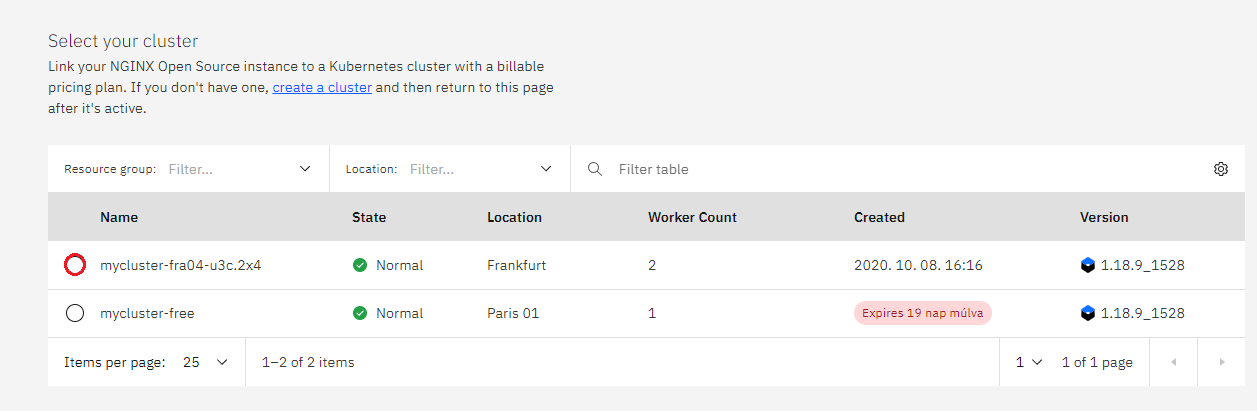 Select your cluster
Link your NGINX Open Source instance to a Kubernetes cluster with a billable
pricing plan. If you don't have one, create a cluster and then return to this page
after it's active.
Resource group: Filter... Location: Filter... Filter table
Name State Location Worker Count Created Version
mycluster-fra04-u3c.2x4 Normal Frankfurt 2 2020. 10. 08. 16:16 1.18.9_1528
mycluster-free Normal Paris 01 1 Expires 19 nap múlva 1.18.9_1528
Items per page: 25 1–2 of 2 items 1 1 of 1 page